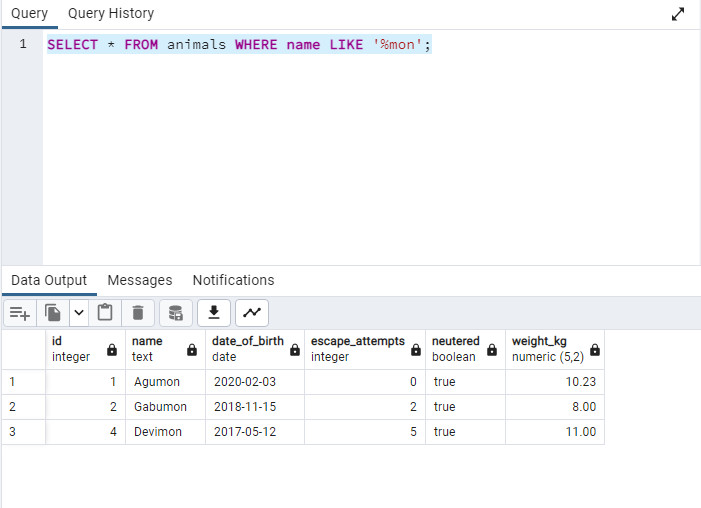 Query Query History
1 SELECT * FROM animals WHERE name LIKE '%mon';
Data Output Messages Notifications
id name date_of_birth escape_attempts neutered weight_kg
integer text date integer boolean numeric (5,2)
1 1 Agumon 2020-02-03 0 true 10.23
2 2 Gabumon 2018-11-15 2 true 8.00
3 4 Devimon 2017-05-12 5 true 11.00